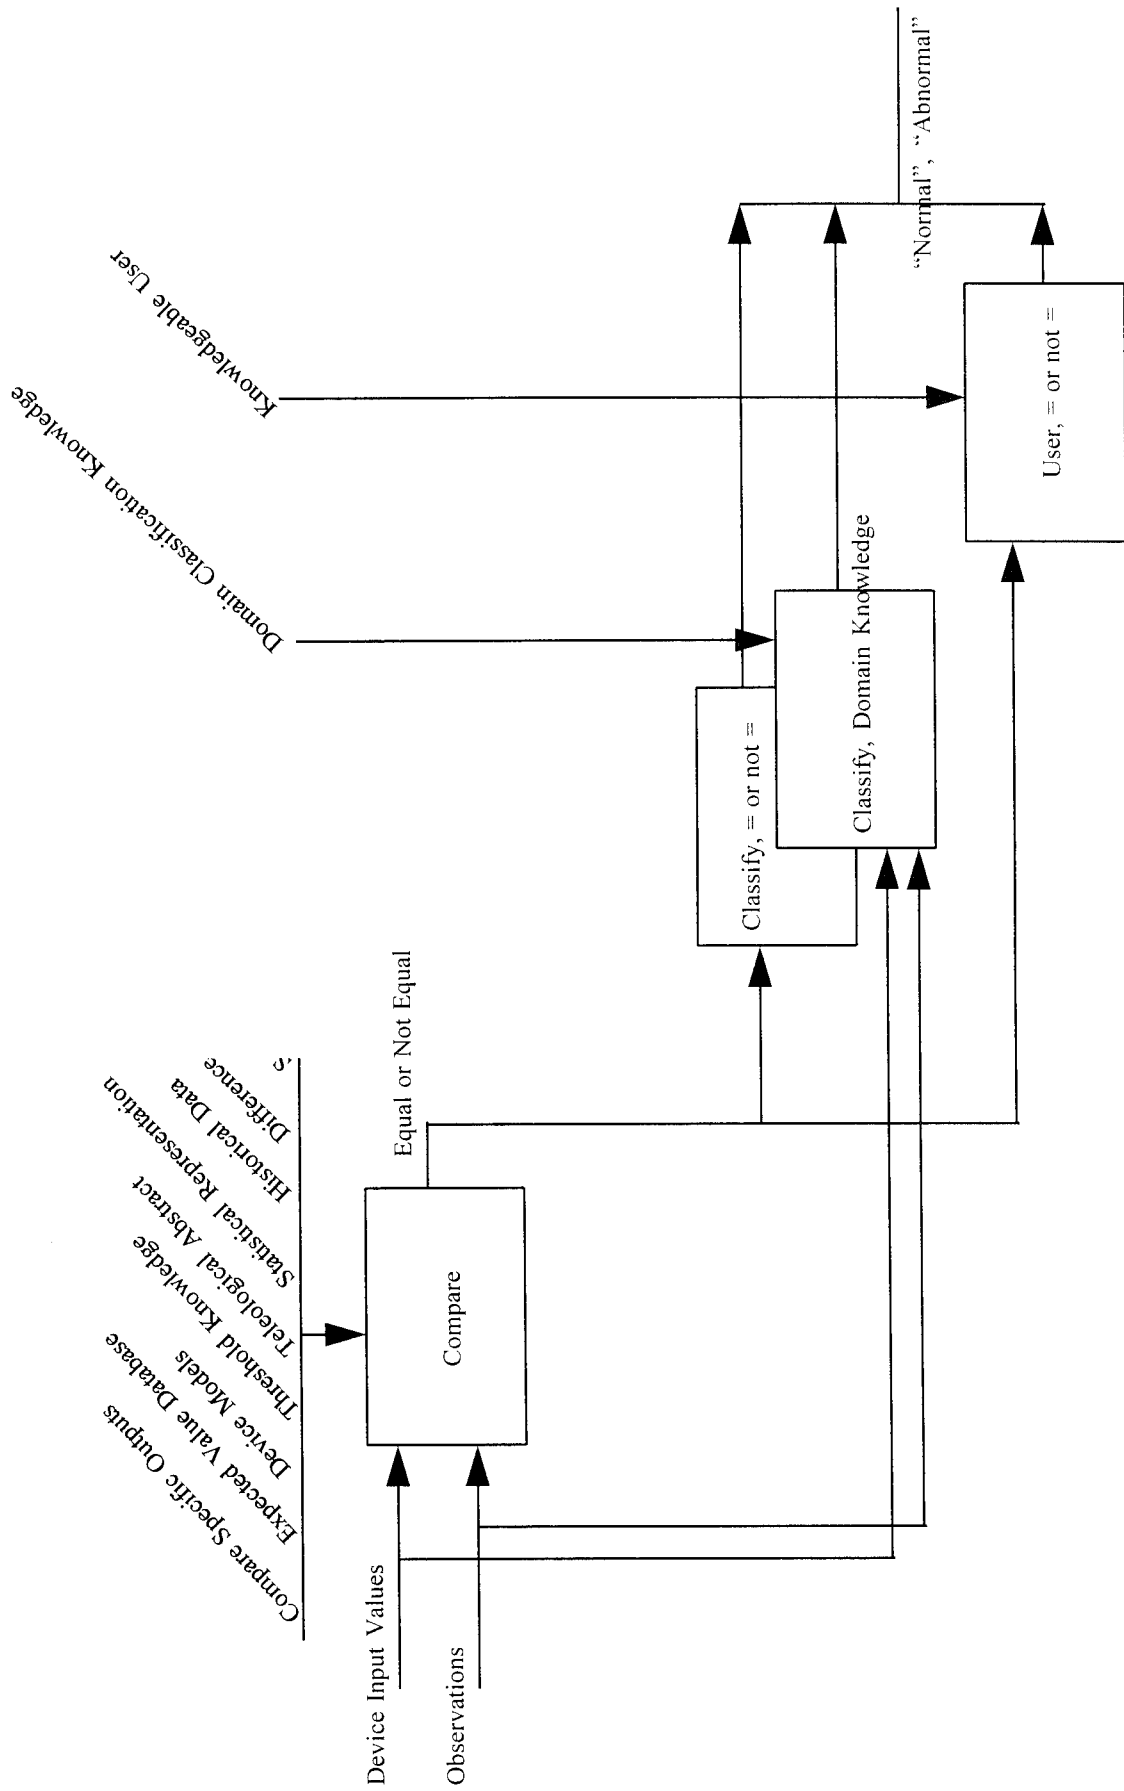 Compare Specific Outputs
Expected Value Database
Device Models
Threshold Knowledge
Teleological Abstract
Statistical Representation
Historical Data
Difference
S
Domain Classification Knowledge
Knowledgeable User
Device Input Values
Observations
Compare
Equal or Not Equal
Classify, = or not =
Classify, Domain Knowledge
User, = or not =
“Normal”, “Abnormal”